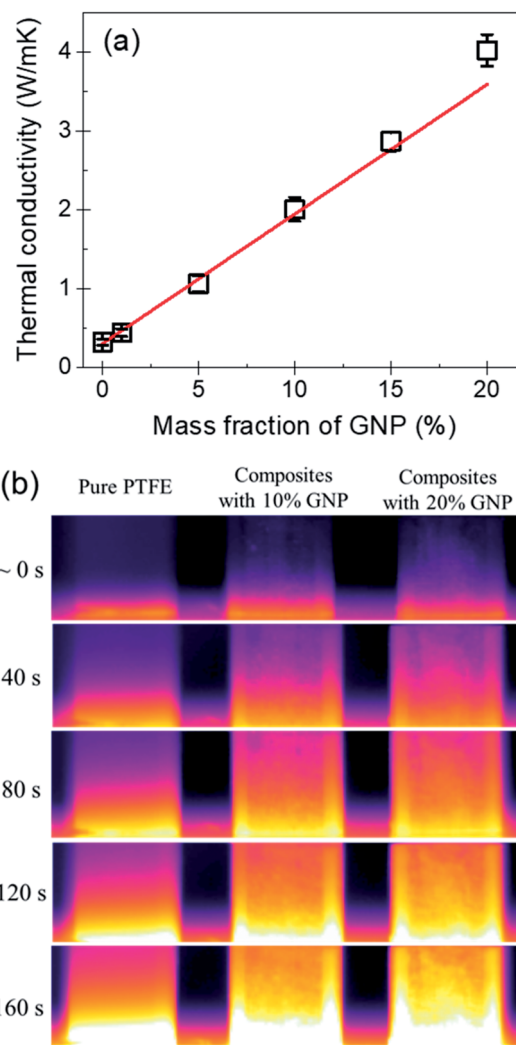 (a)
Thermal conductivity (W/mK)
4
3
2
1
0
0
5
10
15
20
Mass fraction of GNP (%)
(b)
Pure PTFE
Composites
with 10% GNP
Composites
with 20% GNP
~ 0 s
40 s
80 s
120 s
160 s